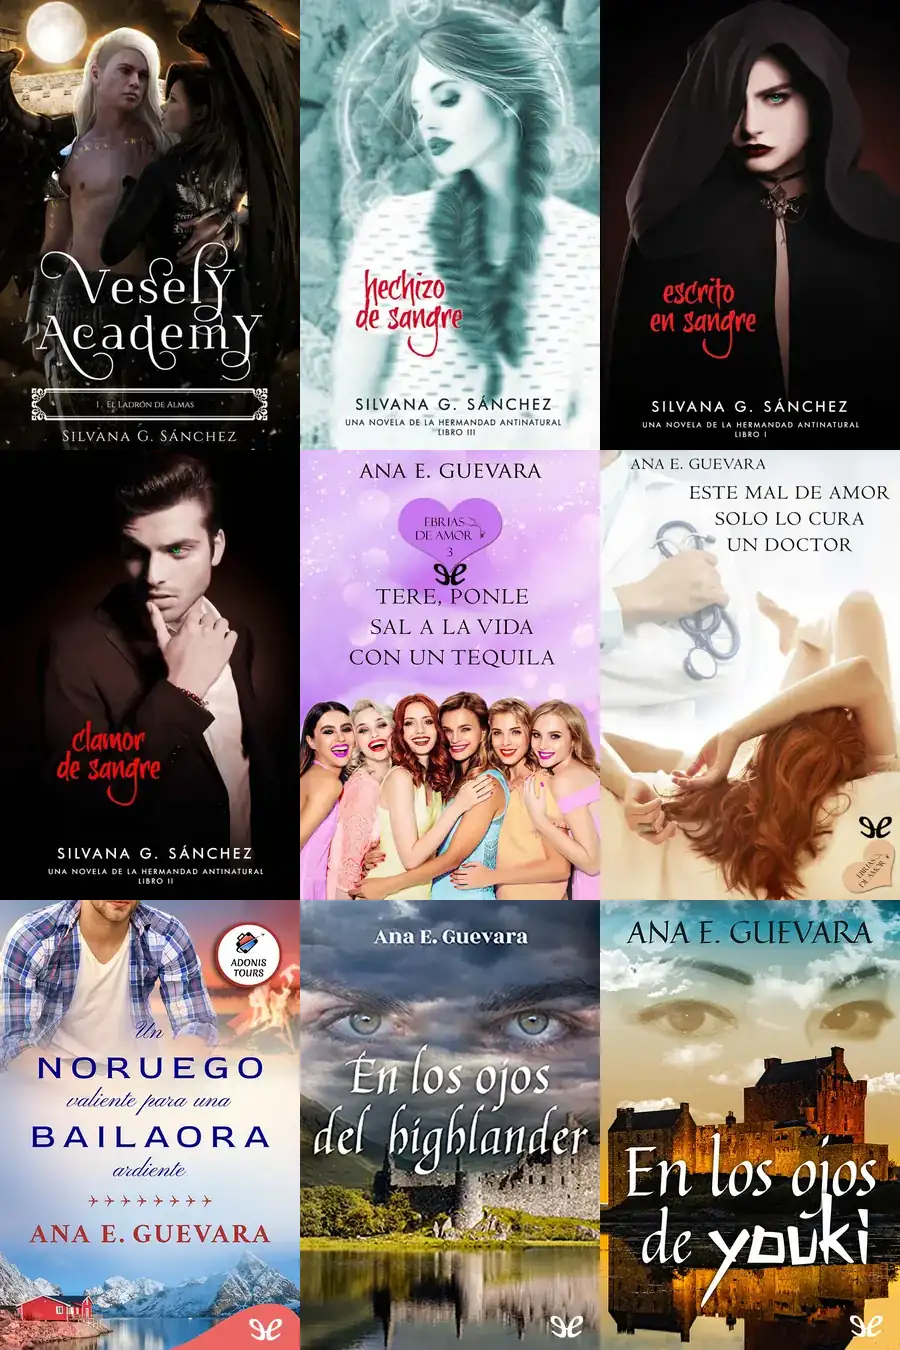 Vesely
Academy
1. El Ladrón de Almas
Silvana G. Sánchez
hechizo
de sangre
SILVANA G. SÁNCHEZ
UNA NOVELA DE LA HERMANDAD ANTINATURAL
LIBRO III
escrito
en sangre
SILVANA G. SÁNCHEZ
UNA NOVELA DE LA HERMANDAD ANTINATURAL
LIBRO I
clamor
de sangre
SILVANA G. SÁNCHEZ
UNA NOVELA DE LA HERMANDAD ANTINATURAL
LIBRO II
ANA E. GUEVARA
EBRIAS
DE AMOR
3
TERE, PONLE
SAL A LA VIDA
CON UN TEQUILA
ANA E. GUEVARA
ESTE MAL DE AMOR
SOLO LO CURA
UN DOCTOR
EBRIAS
DE AMOR
ADONIS
TOURS
Un
NORUEGO
valiente para una
BAILAORA
ardiente
ANA E. GUEVARA
Ana E. Guevara
En los ojos
del highlander
ANA E. GUEVARA
En los ojos
de youki